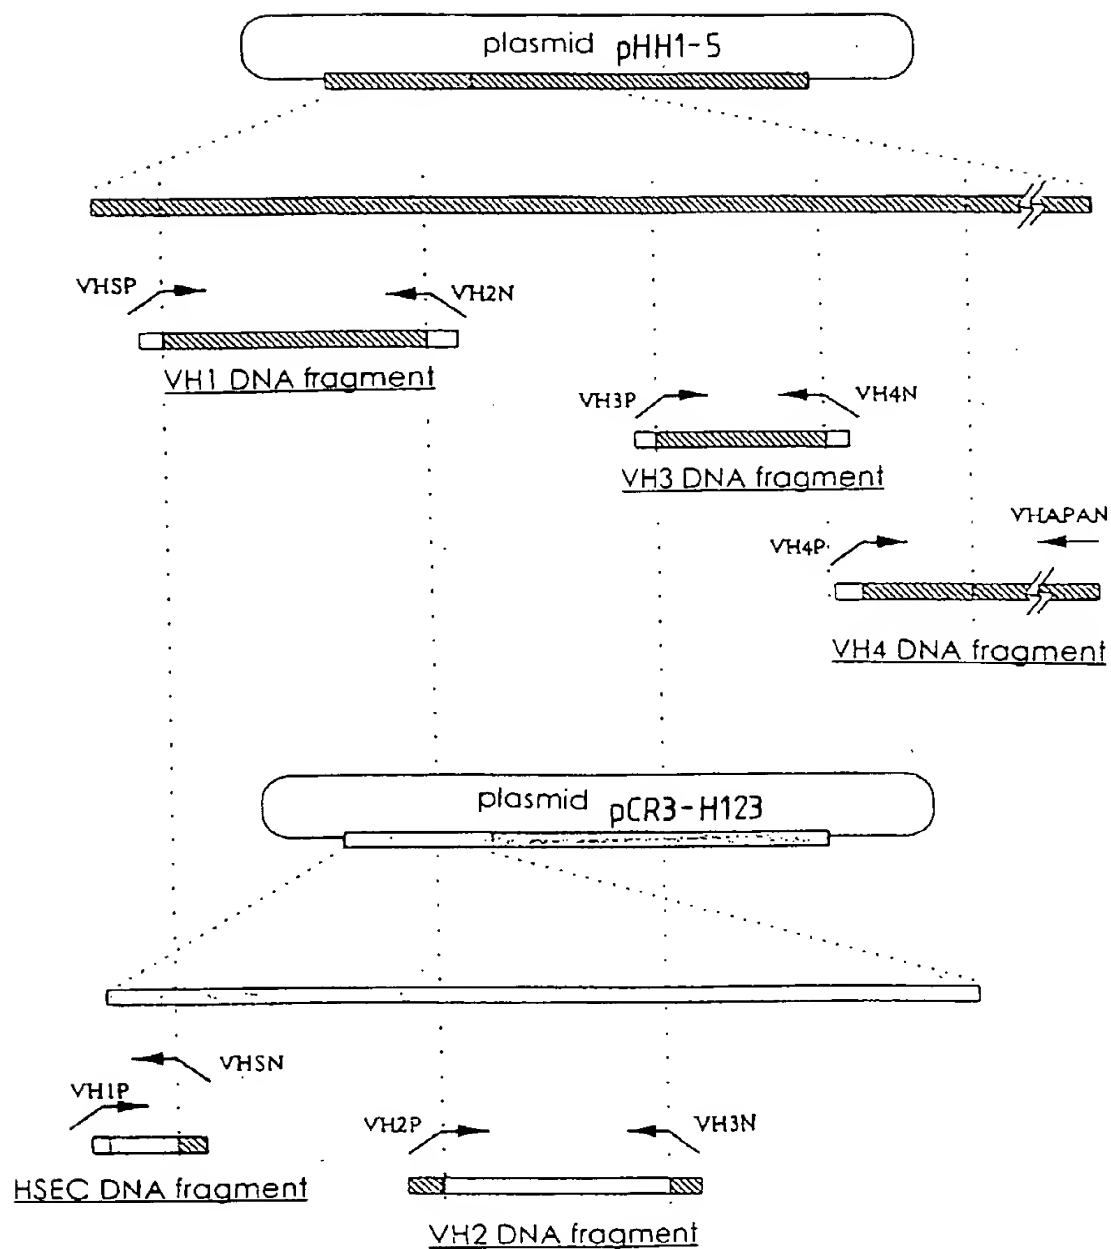 plasmid pHH1-5
VHSP
VH2N
VH1 DNA fragment
VH3P
VH4N
VH3 DNA fragment
VH4P
VHAPAN
VH4 DNA fragment
plasmid pCR3-H123
VHSN
VH1P
HSEC DNA fragment
VH2P
VH3N
VH2 DNA fragment